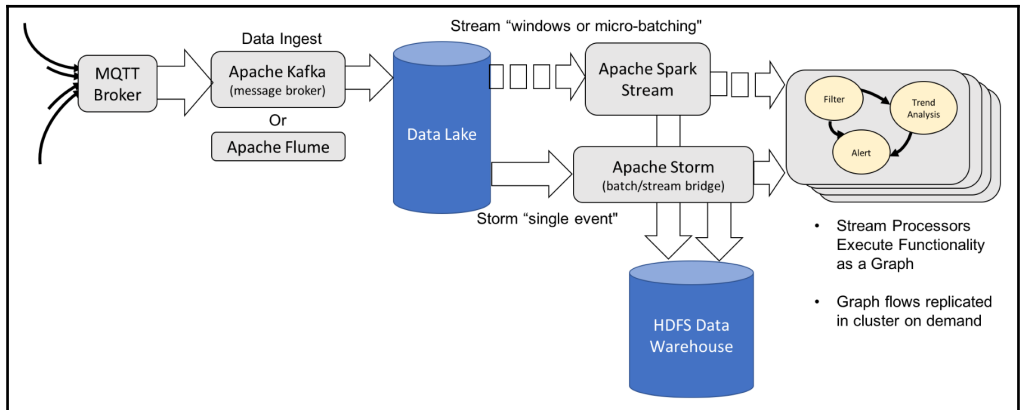 Stream “windows or micro-batching"
Data Ingest
MQTT
Broker
Apache Kafka
(message broker)
Or
Apache Flume
Data Lake
Apache Spark
Stream
Apache Storm
(batch/stream bridge)
Storm “single event"
Filter
Trend
Analysis
Alert
HDFS Data
Warehouse
• Stream Processors
Execute Functionality
as a Graph
• Graph flows replicated
in cluster on demand